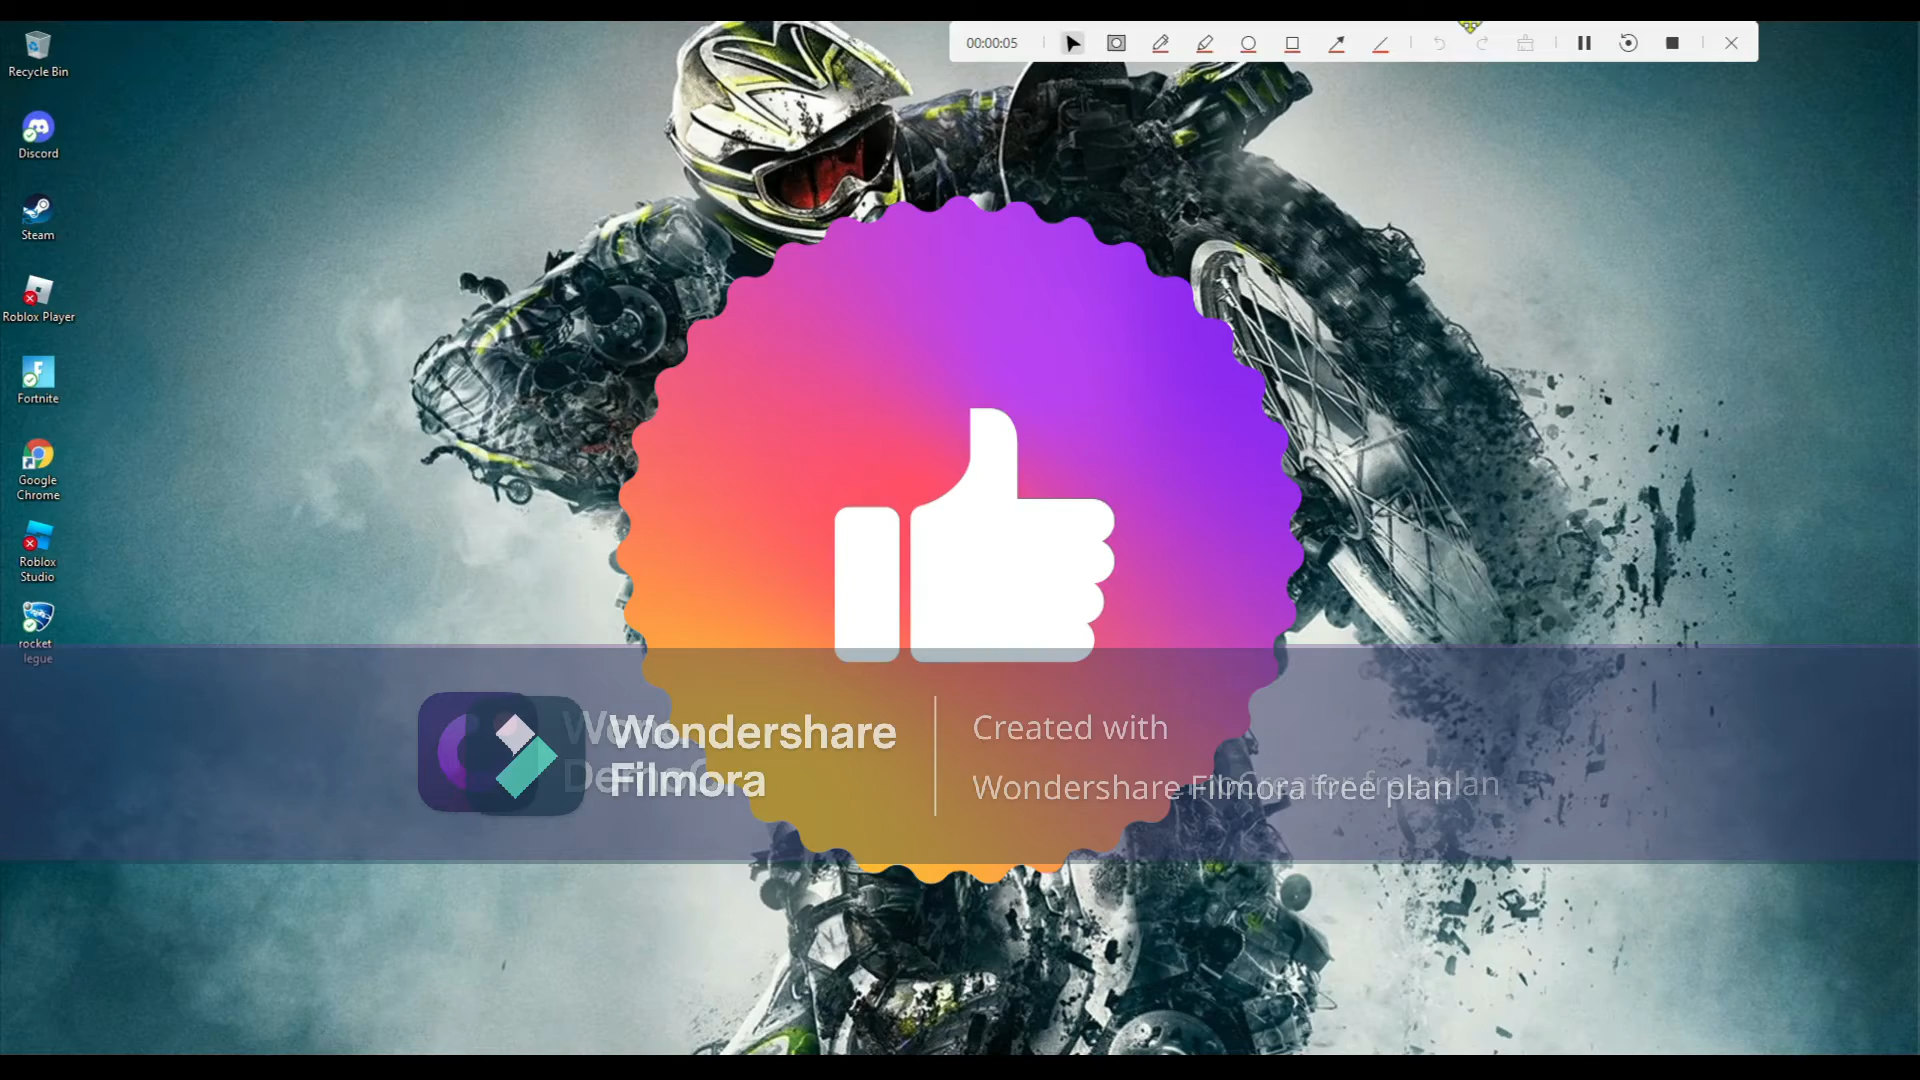 00:00:05
Recycle Bin
Discord
Steam
Roblox Player
Fortnite
Google
Chrome
Roblox
Studio
rocket
legue
Wondershare
Filmora
Created with
Wondershare Filmora free plan